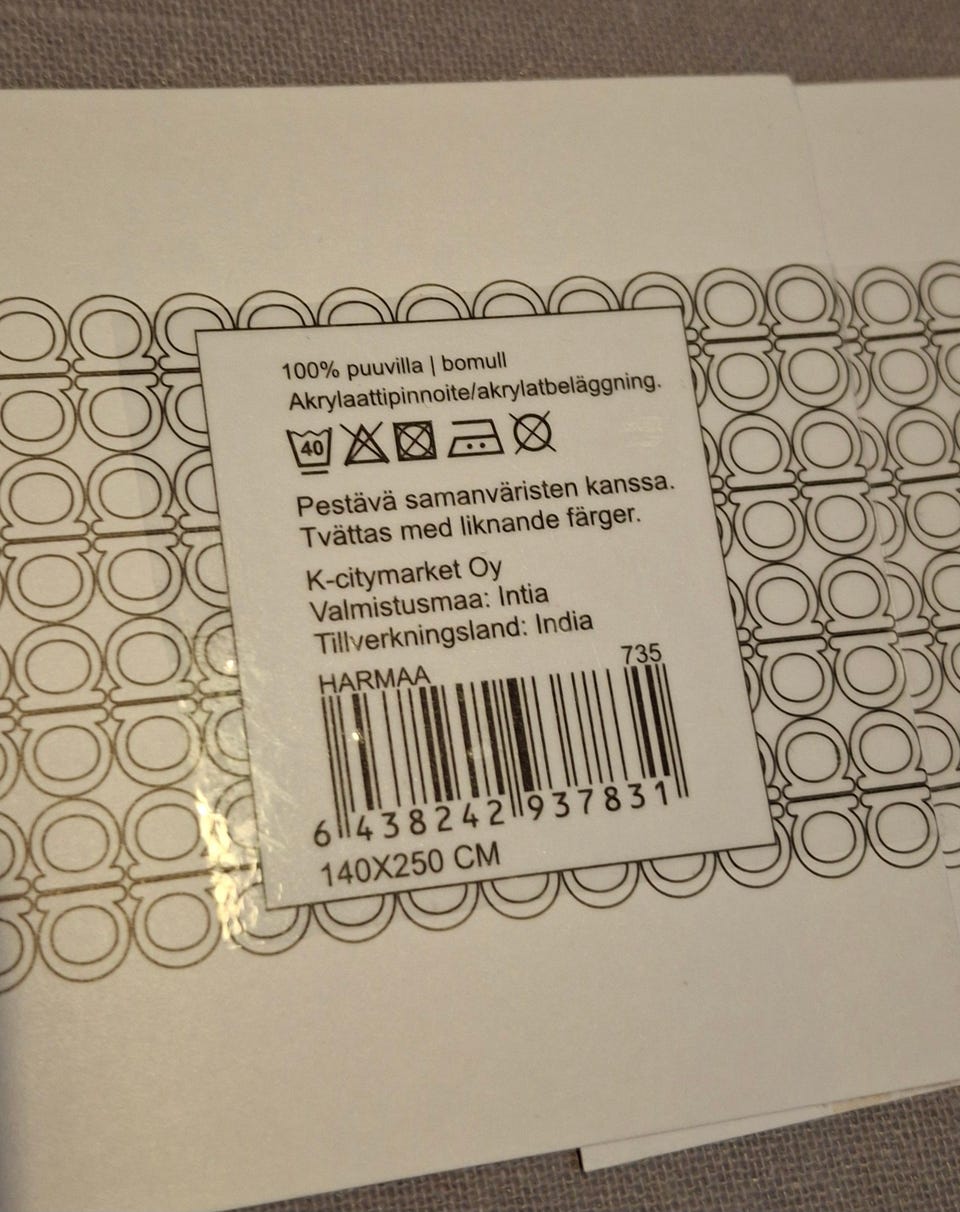 100% puuvilla | bomull
Akrylaattipinnoite/akrylatbeläggning.
40
Pestävä samanväristen kanssa.
Tvättas med liknande färger.
K-citymarket Oy
Valmistusmaa: Intia
Tillverkningsland: India
HARMAA 735
6 438242 937831
140X250 CM